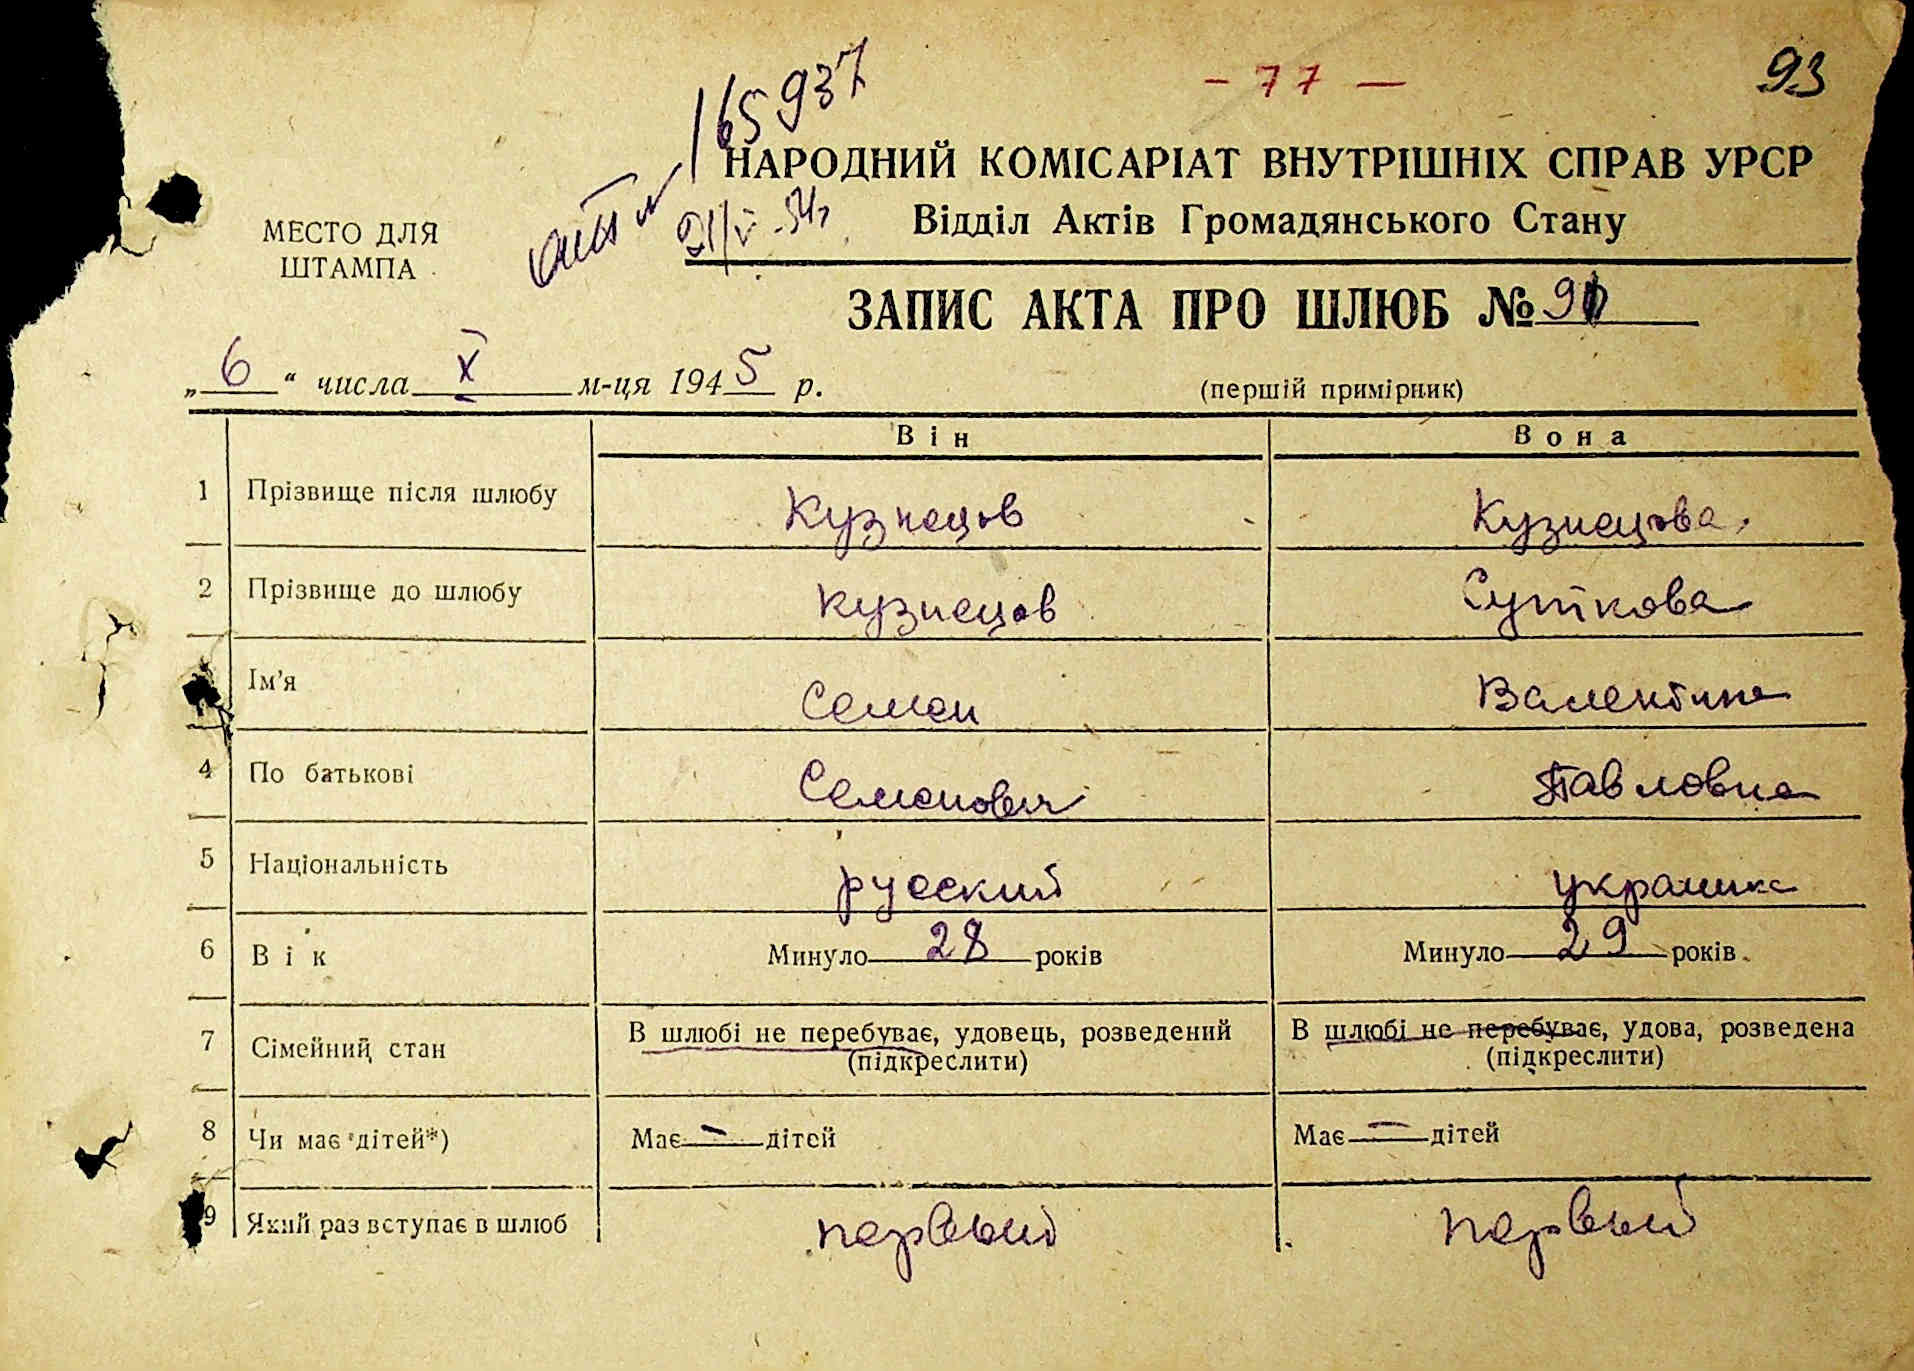 - 77 -
93
165937
НАРОДНИЙ КОМІСАРІАТ ВНУТРІШНІХ СПРАВ УРСР
Відділ Актів Громадянського Стану
МЕСТО ДЛЯ
ШТАМПА
ЗАПИС АКТА ПРО ШЛЮБ №
„ 6 “ числа X м-ця 1945 р.
(першій примірник)
Він Вона
1 Прізвище після шлюбу Кузнецов Кузнецова
2 Прізвище до шлюбу Кузнецов Суткова
Ім'я Семен Валентина
4 По батькові Семенович Павловна
5 Національність русский украинка
6 Вік Минуло 28 років Минуло 29 років
7 Сімейний стан В шлюбі не перебуває, удовець, розведений В шлюбі не перебуває, удова, розведена
(підкреслити) (підкреслити)
8 Чи має дітей*) Має — дітей Має — дітей
9 Який раз вступає в шлюб первый первый